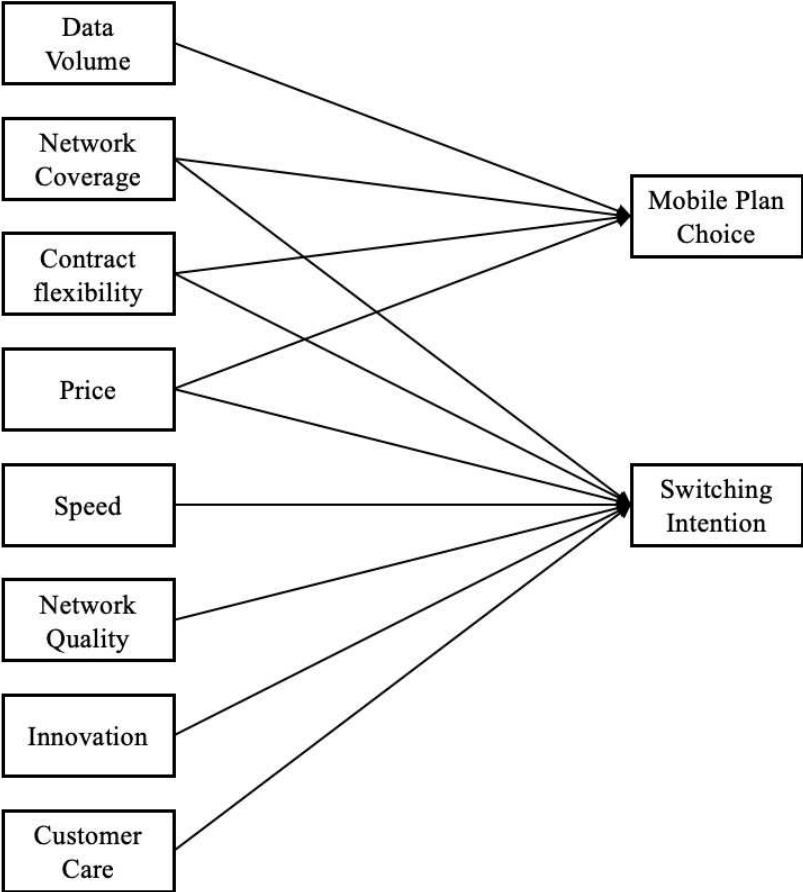 Data
Volume
Network
Coverage
Contract
flexibility
Price
Speed
Network
Quality
Innovation
Customer
Care
Mobile Plan
Choice
Switching
Intention